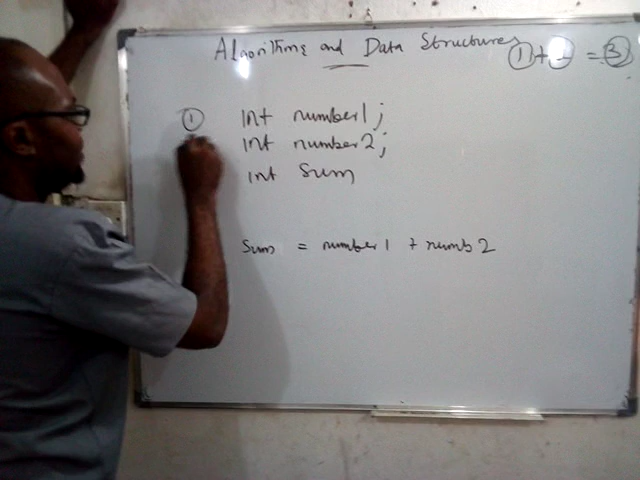 Algorithms and Data Structures
1 + = 3
1 int number1;
int number2;
int sum
sum = number1 + numb2